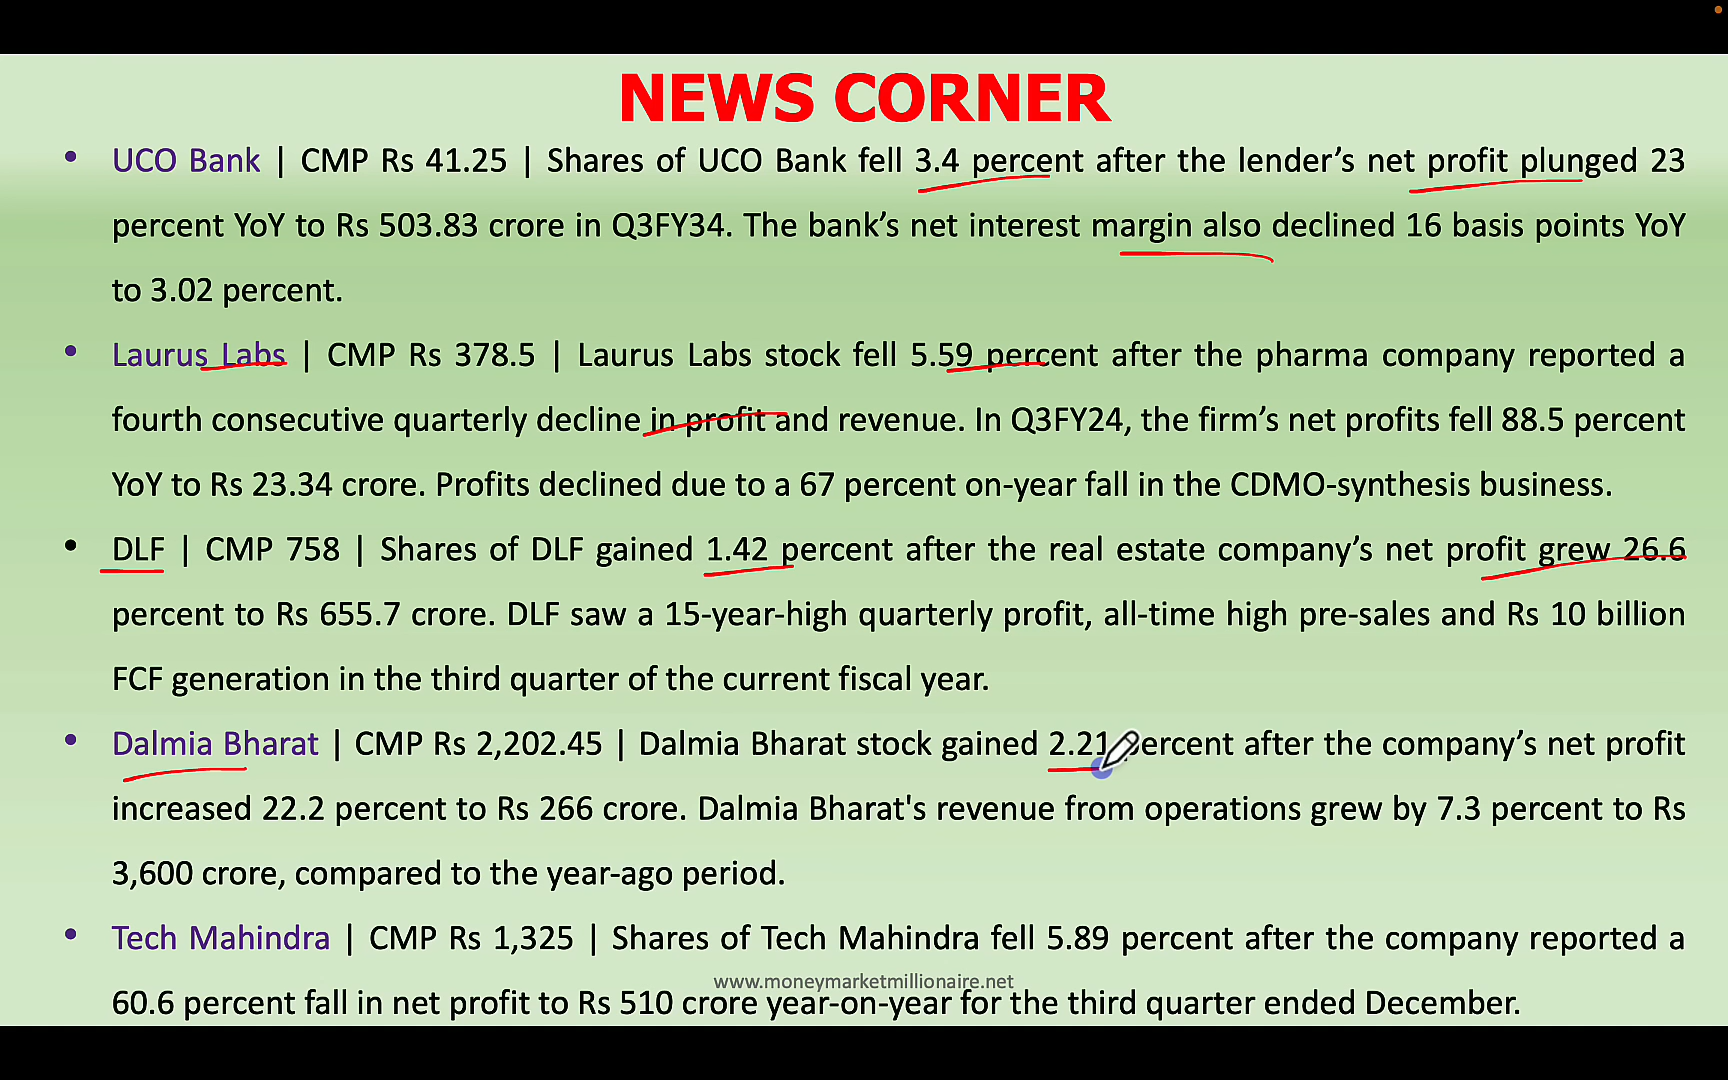 NEWS CORNER
• UCO Bank | CMP Rs 41.25 | Shares of UCO Bank fell 3.4 percent after the lender’s net profit plunged 23
percent YoY to Rs 503.83 crore in Q3FY34. The bank’s net interest margin also declined 16 basis points YoY
to 3.02 percent.
• Laurus Labs | CMP Rs 378.5 | Laurus Labs stock fell 5.59 percent after the pharma company reported a
fourth consecutive quarterly decline in profit and revenue. In Q3FY24, the firm’s net profits fell 88.5 percent
YoY to Rs 23.34 crore. Profits declined due to a 67 percent on-year fall in the CDMO-synthesis business.
• DLF | CMP 758 | Shares of DLF gained 1.42 percent after the real estate company’s net profit grew 26.6
percent to Rs 655.7 crore. DLF saw a 15-year-high quarterly profit, all-time high pre-sales and Rs 10 billion
FCF generation in the third quarter of the current fiscal year.
• Dalmia Bharat | CMP Rs 2,202.45 | Dalmia Bharat stock gained 2.21 percent after the company’s net profit
increased 22.2 percent to Rs 266 crore. Dalmia Bharat's revenue from operations grew by 7.3 percent to Rs
3,600 crore, compared to the year-ago period.
• Tech Mahindra | CMP Rs 1,325 | Shares of Tech Mahindra fell 5.89 percent after the company reported a
www.moneymarketmillionaire.net
60.6 percent fall in net profit to Rs 510 crore year-on-year for the third quarter ended December.